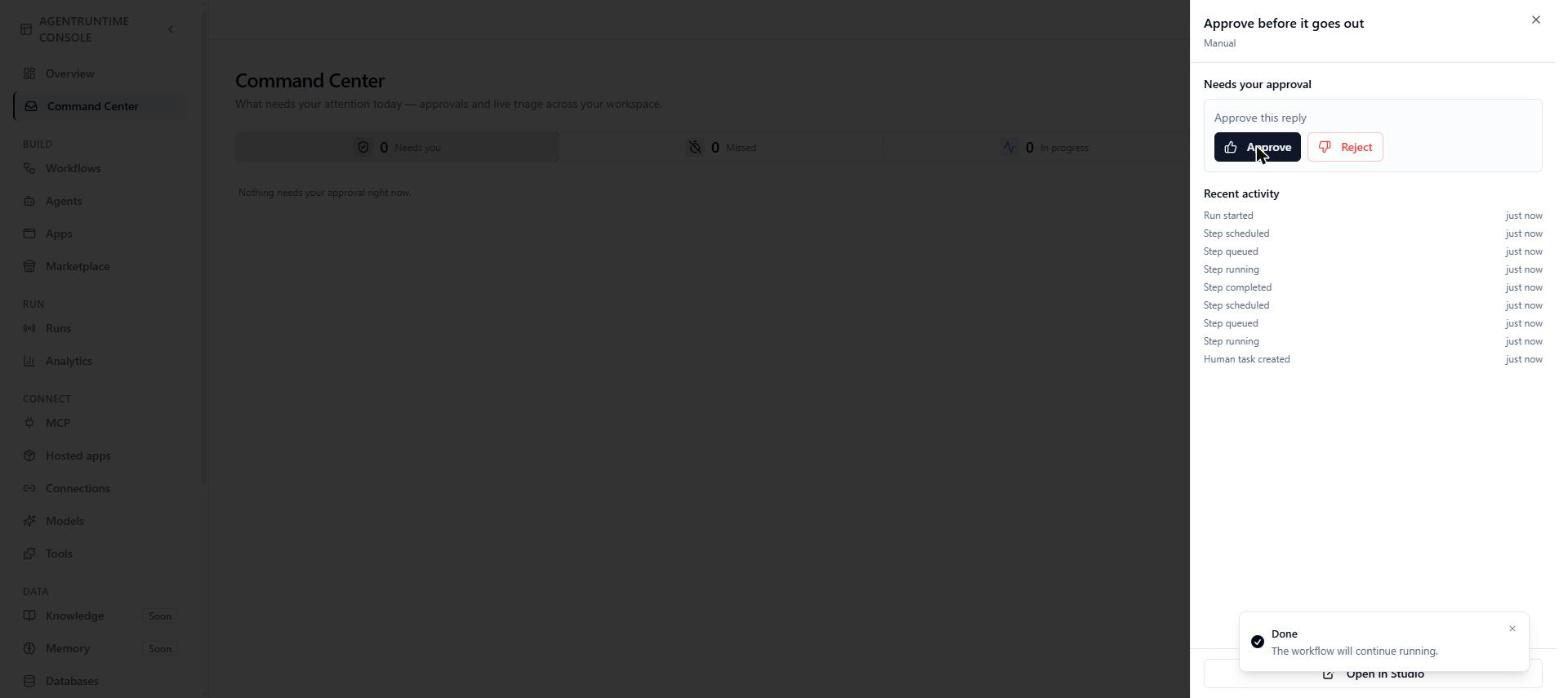 AGENTRUNTIME
CONSOLE
Overview
Command Center
BUILD
Workflows
Agents
Apps
Marketplace
RUN
Runs
Analytics
CONNECT
MCP
Hosted apps
Connections
Models
Tools
DATA
Knowledge Soon
Memory Soon
Databases
Command Center
What needs your attention today — approvals and live triage across your workspace.
0 Needs you
0 Missed
0 In progress
Nothing needs your approval right now.
Approve before it goes out
Manual
Needs your approval
Approve this reply
Approve
Reject
Recent activity
Run started just now
Step scheduled just now
Step queued just now
Step running just now
Step completed just now
Step scheduled just now
Step queued just now
Step running just now
Human task created just now
Done
The workflow will continue running.
Open in Studio